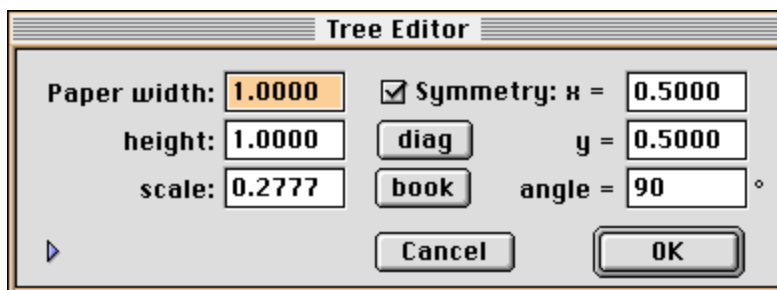 Tree Editor
Paper width: 1.0000 Symmetry: x = 0.5000
height: 1.0000 diag y = 0.5000
scale: 0.2777 book angle = 90 °
Cancel OK